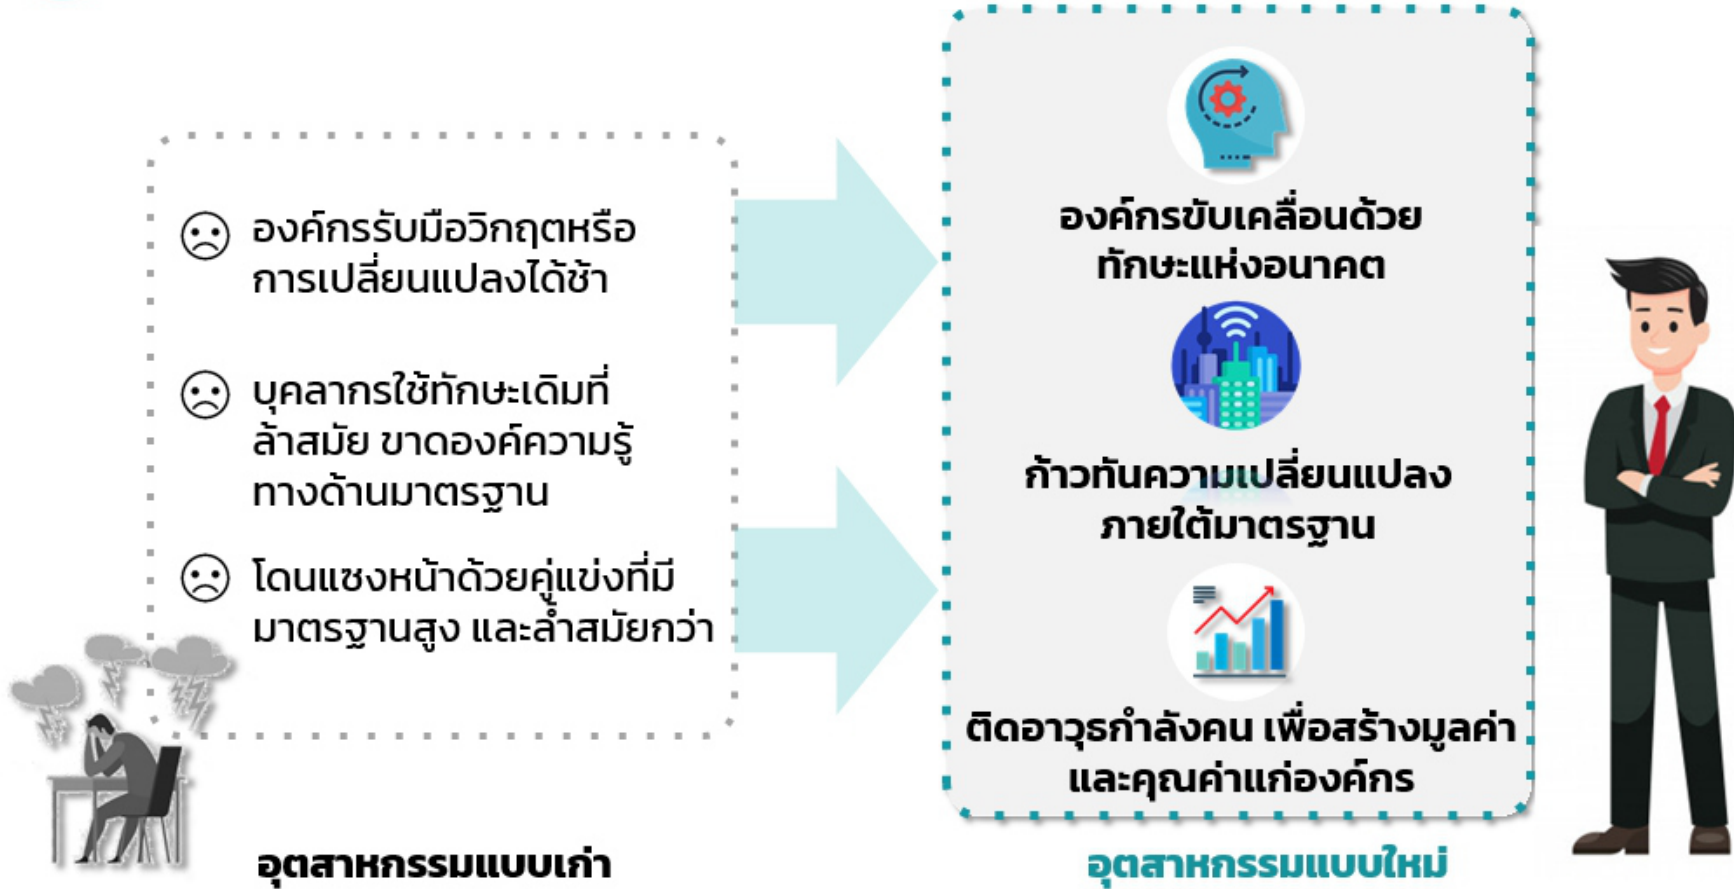 องค์กรรับมือวิกฤตหรือ
การเปลี่ยนแปลงได้ช้า
บุคลากรใช้ทักษะเดิมที่
ล้าสมัย ขาดองค์ความรู้
ทางด้านมาตรฐาน
โดนแซงหน้าด้วยคู่แข่งที่มี
มาตรฐานสูง และล้ำสมัยกว่า
อุตสาหกรรมแบบเก่า
องค์กรขับเคลื่อนด้วย
ทักษะแห่งอนาคต
ก้าวทันความเปลี่ยนแปลง
ภายใต้มาตรฐาน
ติดอาวุธกำลังคน เพื่อสร้างมูลค่า
และคุณค่าแก่องค์กร
อุตสาหกรรมแบบใหม่